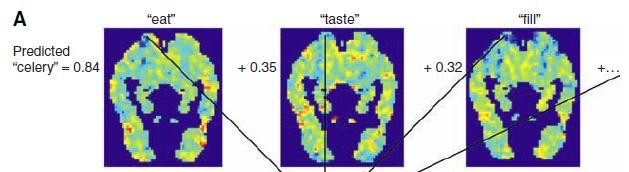 A
“eat” “taste” “fill”
Predicted
“celery” = 0.84 + 0.35 + 0.32 +...